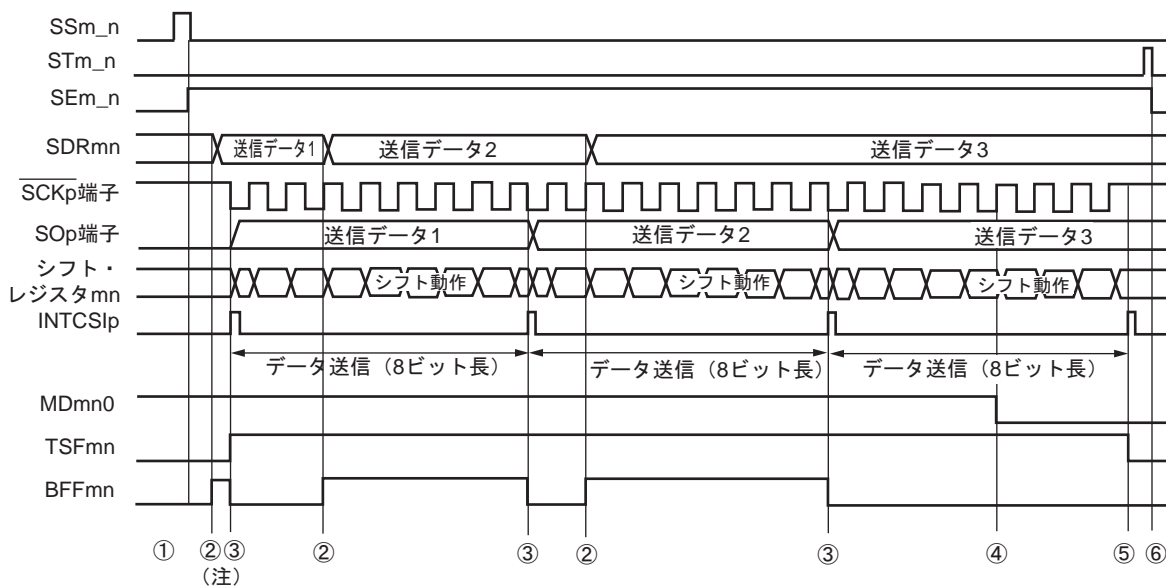 SSm_n
STm_n
SEm_n
SDRmn 送信データ1 送信データ2 送信データ3
SCKp端子
SOp端子 送信データ1 送信データ2 送信データ3
シフト・
レジスタmn シフト動作 シフト動作 シフト動作
INTCSIp
データ送信（8ビット長） データ送信（8ビット長） データ送信（8ビット長）
MDmn0
TSFmn
BFFmn
① ② ③ ② ③ ② ③ ④ ⑤ ⑥
（注）